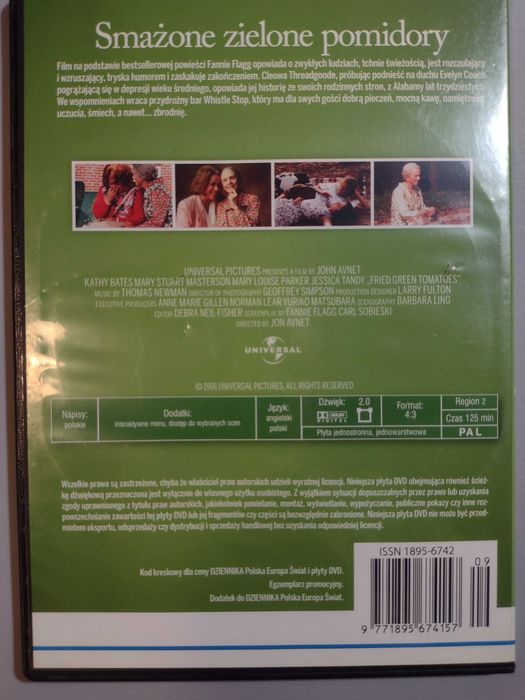 Smażone zielone pomidory
Film na podstawie bestsellerowej powieści Fannie Flagg opowiada o zwykłych ludziach, tchnie świeżością, jest rozczulający
i wzruszający, tryska humorem i zaskakuje zakończeniem. Cleowa Threadgoode, próbując podnieść na duchu Evelyn Couch
pogrążającą się w depresji wieku średniego, opowiada jej historię ze swoich rodzinnych stron, z Alabamy lat trzydziestych.
We wspomnieniach wraca przydrożny bar Whistle Stop, który ma dla swych gości dobrą pieczeń, mocną kawę, namiętność
uczucia, śmiech, a nawet... zbrodnię.
UNIVERSAL PICTURES PRESENTS A FILM BY JOHN AVNET
KATHY BATES MARY STUART MASTERSON MARY LOUISE PARKER JESSICA TANDY „FRIED GREEN TOMATOES"
MUSIC BY THOMAS NEWMAN DIRECTOR OF PHOTOGRAPHY GEOFFREY SIMPSON PRODUCTION DESIGNER LARRY FULTON
EXECUTIVE PRODUCERS ANNE MARIE GILLEN NORMAN LEAR YURIKO MATSUBARA SCENOGRAPHY BARBARA LING
EDITOR DEBRA NEIL-FISHER SCREENPLAY BY FANNIE FLAGG CARL SOBIESKI
DIRECTED BY JON AVNET
UNIVERSAL
© 1991 UNIVERSAL PICTURES. ALL RIGHTS RESERVED
Napisy:
polskie
Dodatki:
interaktywne menu, dostęp do wybranych scen
Język:
angielski
polski
Dźwięk: 2.0
DOLBY
DIGITAL
Płyta jednostronna, jednowarstwowa
Format:
4:3
Region 2
Czas 125 min
PAL
Wszelkie prawa są zastrzeżone, chyba że właściciel praw autorskich udzieli wyraźnej licencji. Niniejsza płyta DVD obejmująca również ścież-
kę dźwiękową przeznaczona jest wyłącznie do własnego użytku osobistego. Z wyjątkiem sytuacji dopuszczalnych przez prawo lub uzyskania
zgody uprawnionego z tytułu praw autorskich, jakiekolwiek powielanie, montaż, wyświetlanie, wypożyczanie, publiczne pokazy czy inne roz-
powszechnianie zawartości tej płyty DVD lub jej fragmentów czy części są bezwzględnie zabronione. Niniejsza płyta DVD nie może być przed-
miotem eksportu, odsprzedaży czy dystrybucji i sprzedaży handlowej bez uzyskania odpowiedniej licencji.
Kod kreskowy dla ceny DZIENNIKA Polska Europa Świat i płyty DVD.
Egzemplarz promocyjny.
Dodatek do DZIENNIKA Polska Europa Świat.
ISSN 1895-6742
09
9 771895 674157